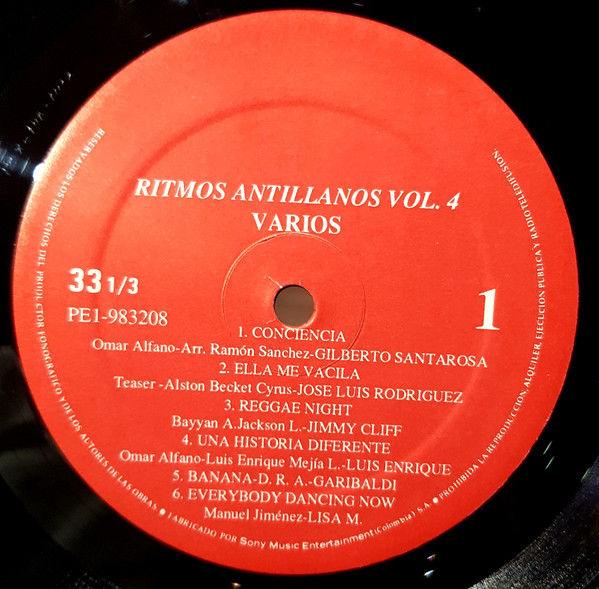 RITMOS ANTILLANOS VOL. 4
VARIOS
33 1/3
PE1-983208
1
1. CONCIENCIA
Omar Alfano-Arr. Ramón Sanchez-GILBERTO SANTAROSA
2. ELLA ME VACILA
Teaser -Alston Becket Cyrus-JOSE LUIS RODRIGUEZ
3. REGGAE NIGHT
Bayyan A.Jackson L.-JIMMY CLIFF
4. UNA HISTORIA DIFERENTE
Omar Alfano-Luis Enrique Mejía L.-LUIS ENRIQUE
5. BANANA-D. R. A.-GARIBALDI
6. EVERYBODY DANCING NOW
Manuel Jiménez-LISA M.
RESERVADOS LOS DERECHOS DEL PRODUCTOR FONOGRAFICO Y DE LOS AUTORES DE LAS OBRAS ● FABRICADO POR Sony Music Entertainment (Colombia) S.A. ● PROHIBIDA LA REPRODUCCION, ALQUILER, EJECUCION PUBLICA Y RADIOTELEDIFUSION.